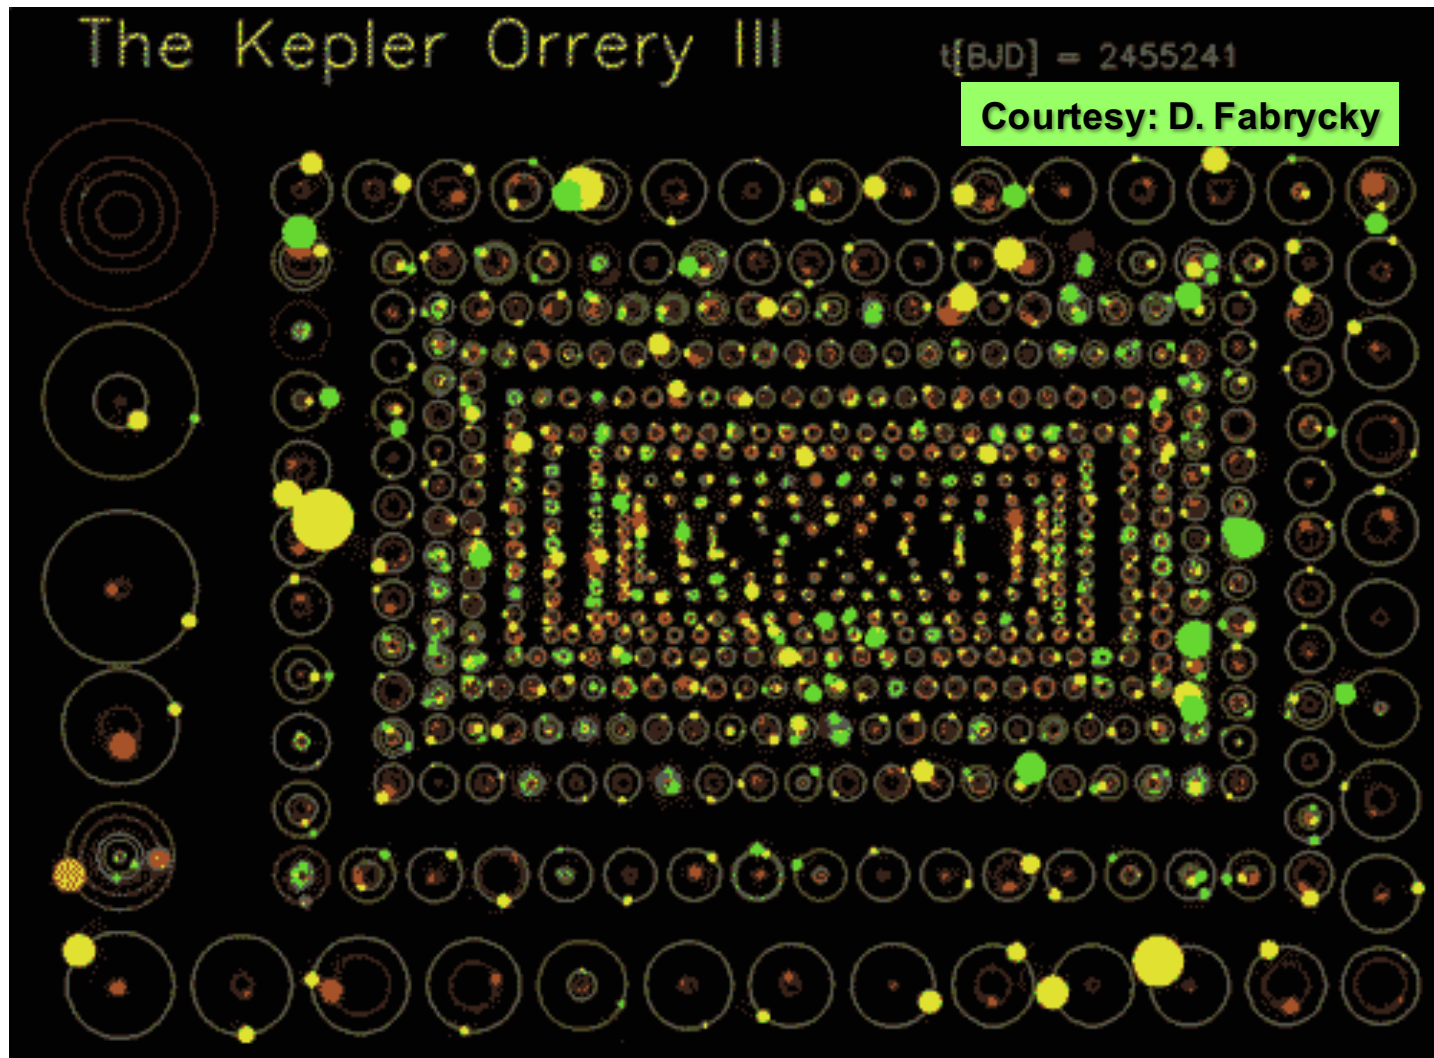 The Kepler Orrery III
t[BJD] = 2455241
Courtesy: D. Fabrycky